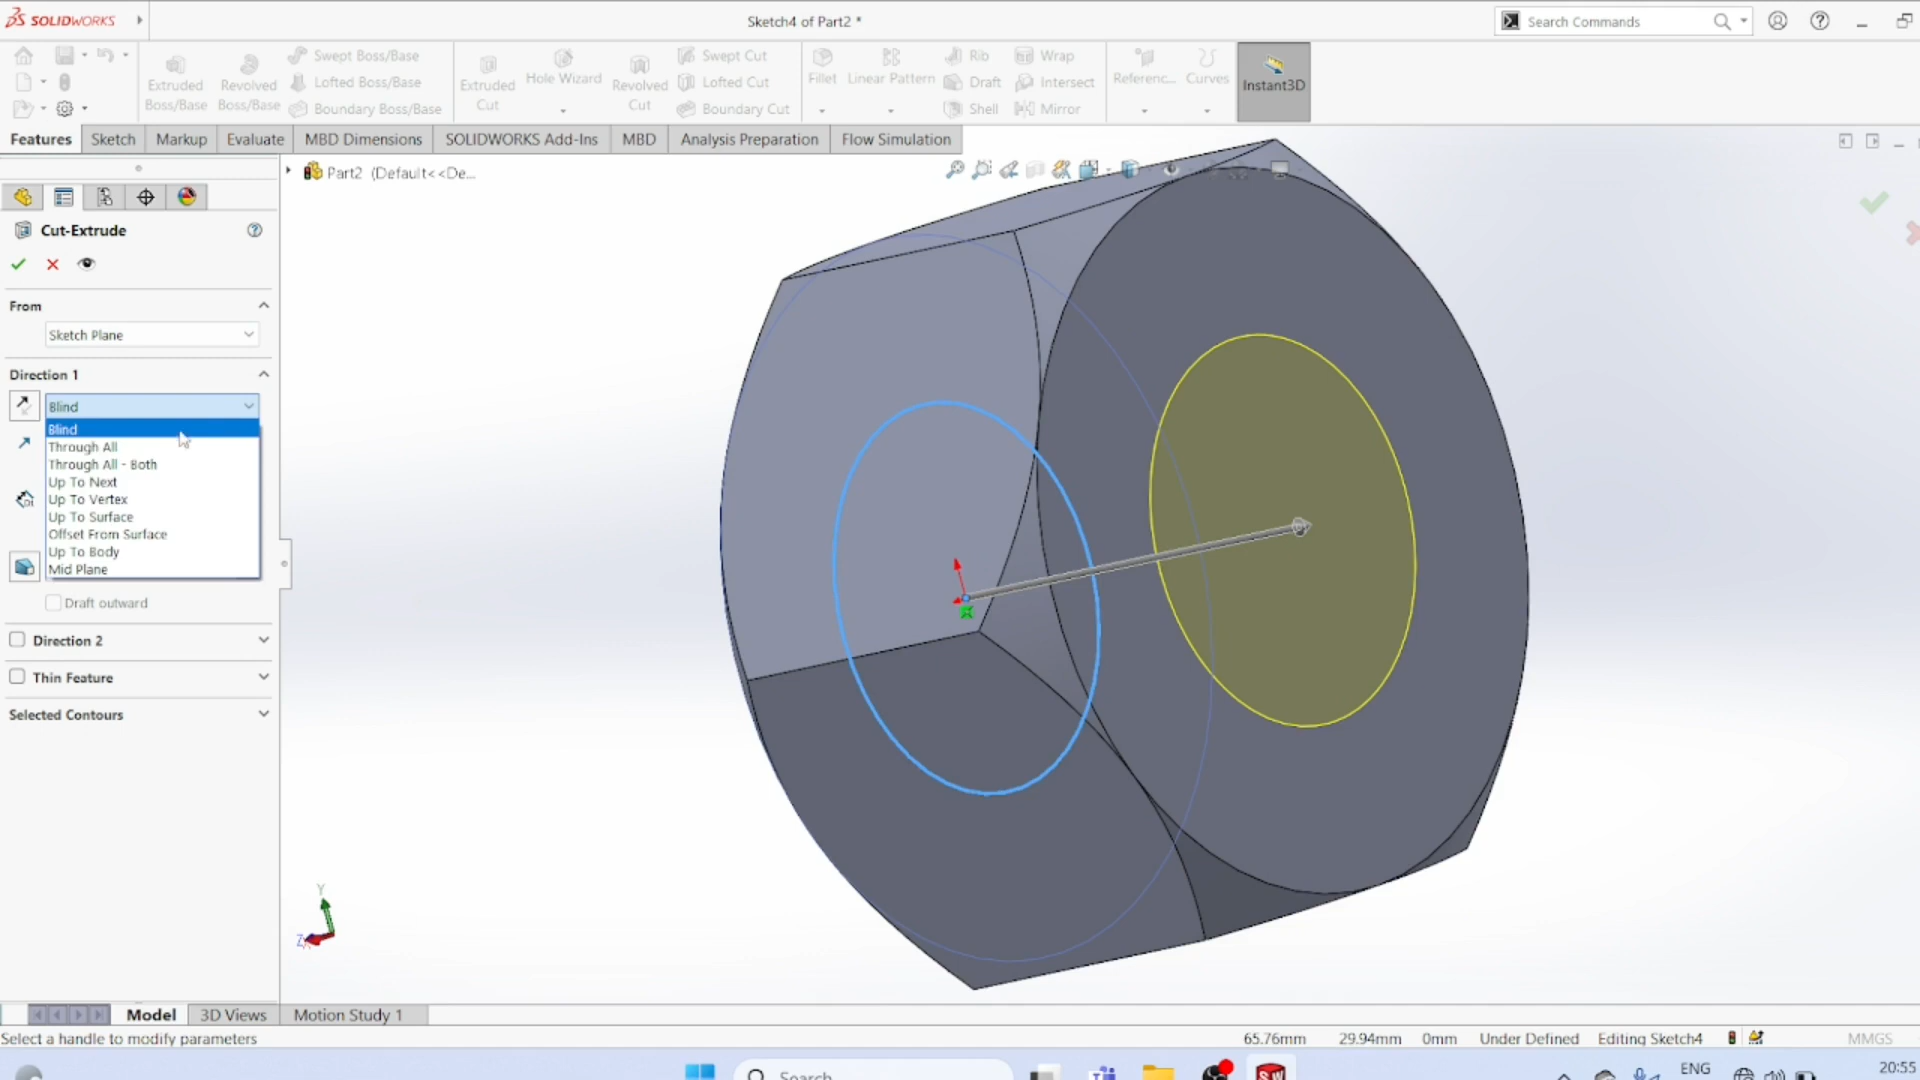 SOLIDWORKS
Sketch4 of Part2 *
Search Commands
Extruded Boss/Base
Revolved Boss/Base
Swept Boss/Base
Lofted Boss/Base
Boundary Boss/Base
Extruded Cut
Hole Wizard
Revolved Cut
Swept Cut
Lofted Cut
Boundary Cut
Fillet
Linear Pattern
Rib
Draft
Shell
Wrap
Intersect
Mirror
Referenc...
Curves
Instant3D
Features
Sketch
Markup
Evaluate
MBD Dimensions
SOLIDWORKS Add-Ins
MBD
Analysis Preparation
Flow Simulation
Part2 (Default<<De...
Cut-Extrude
From
Sketch Plane
Direction 1
Blind
Blind
Through All
Through All - Both
Up To Next
Up To Vertex
Up To Surface
Offset From Surface
Up To Body
Mid Plane
Draft outward
Direction 2
Thin Feature
Selected Contours
Y
Z
Model
3D Views
Motion Study 1
Select a handle to modify parameters
65.76mm
29.94mm
0mm
Under Defined
Editing Sketch4
MMGS
Search
ENG
20:55